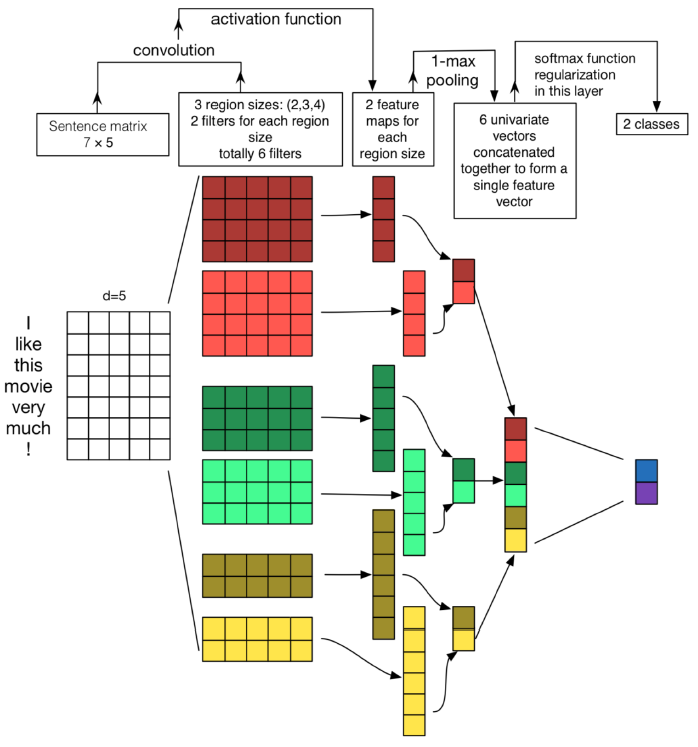 activation function
convolution
Sentence matrix
7 × 5
3 region sizes: (2,3,4)
2 filters for each region
size
totally 6 filters
2 feature
maps for
each
region size
1-max
pooling
6 univariate
vectors
concatenated
together to form a
single feature
vector
softmax function
regularization
in this layer
2 classes
d=5
I
like
this
movie
very
much
!